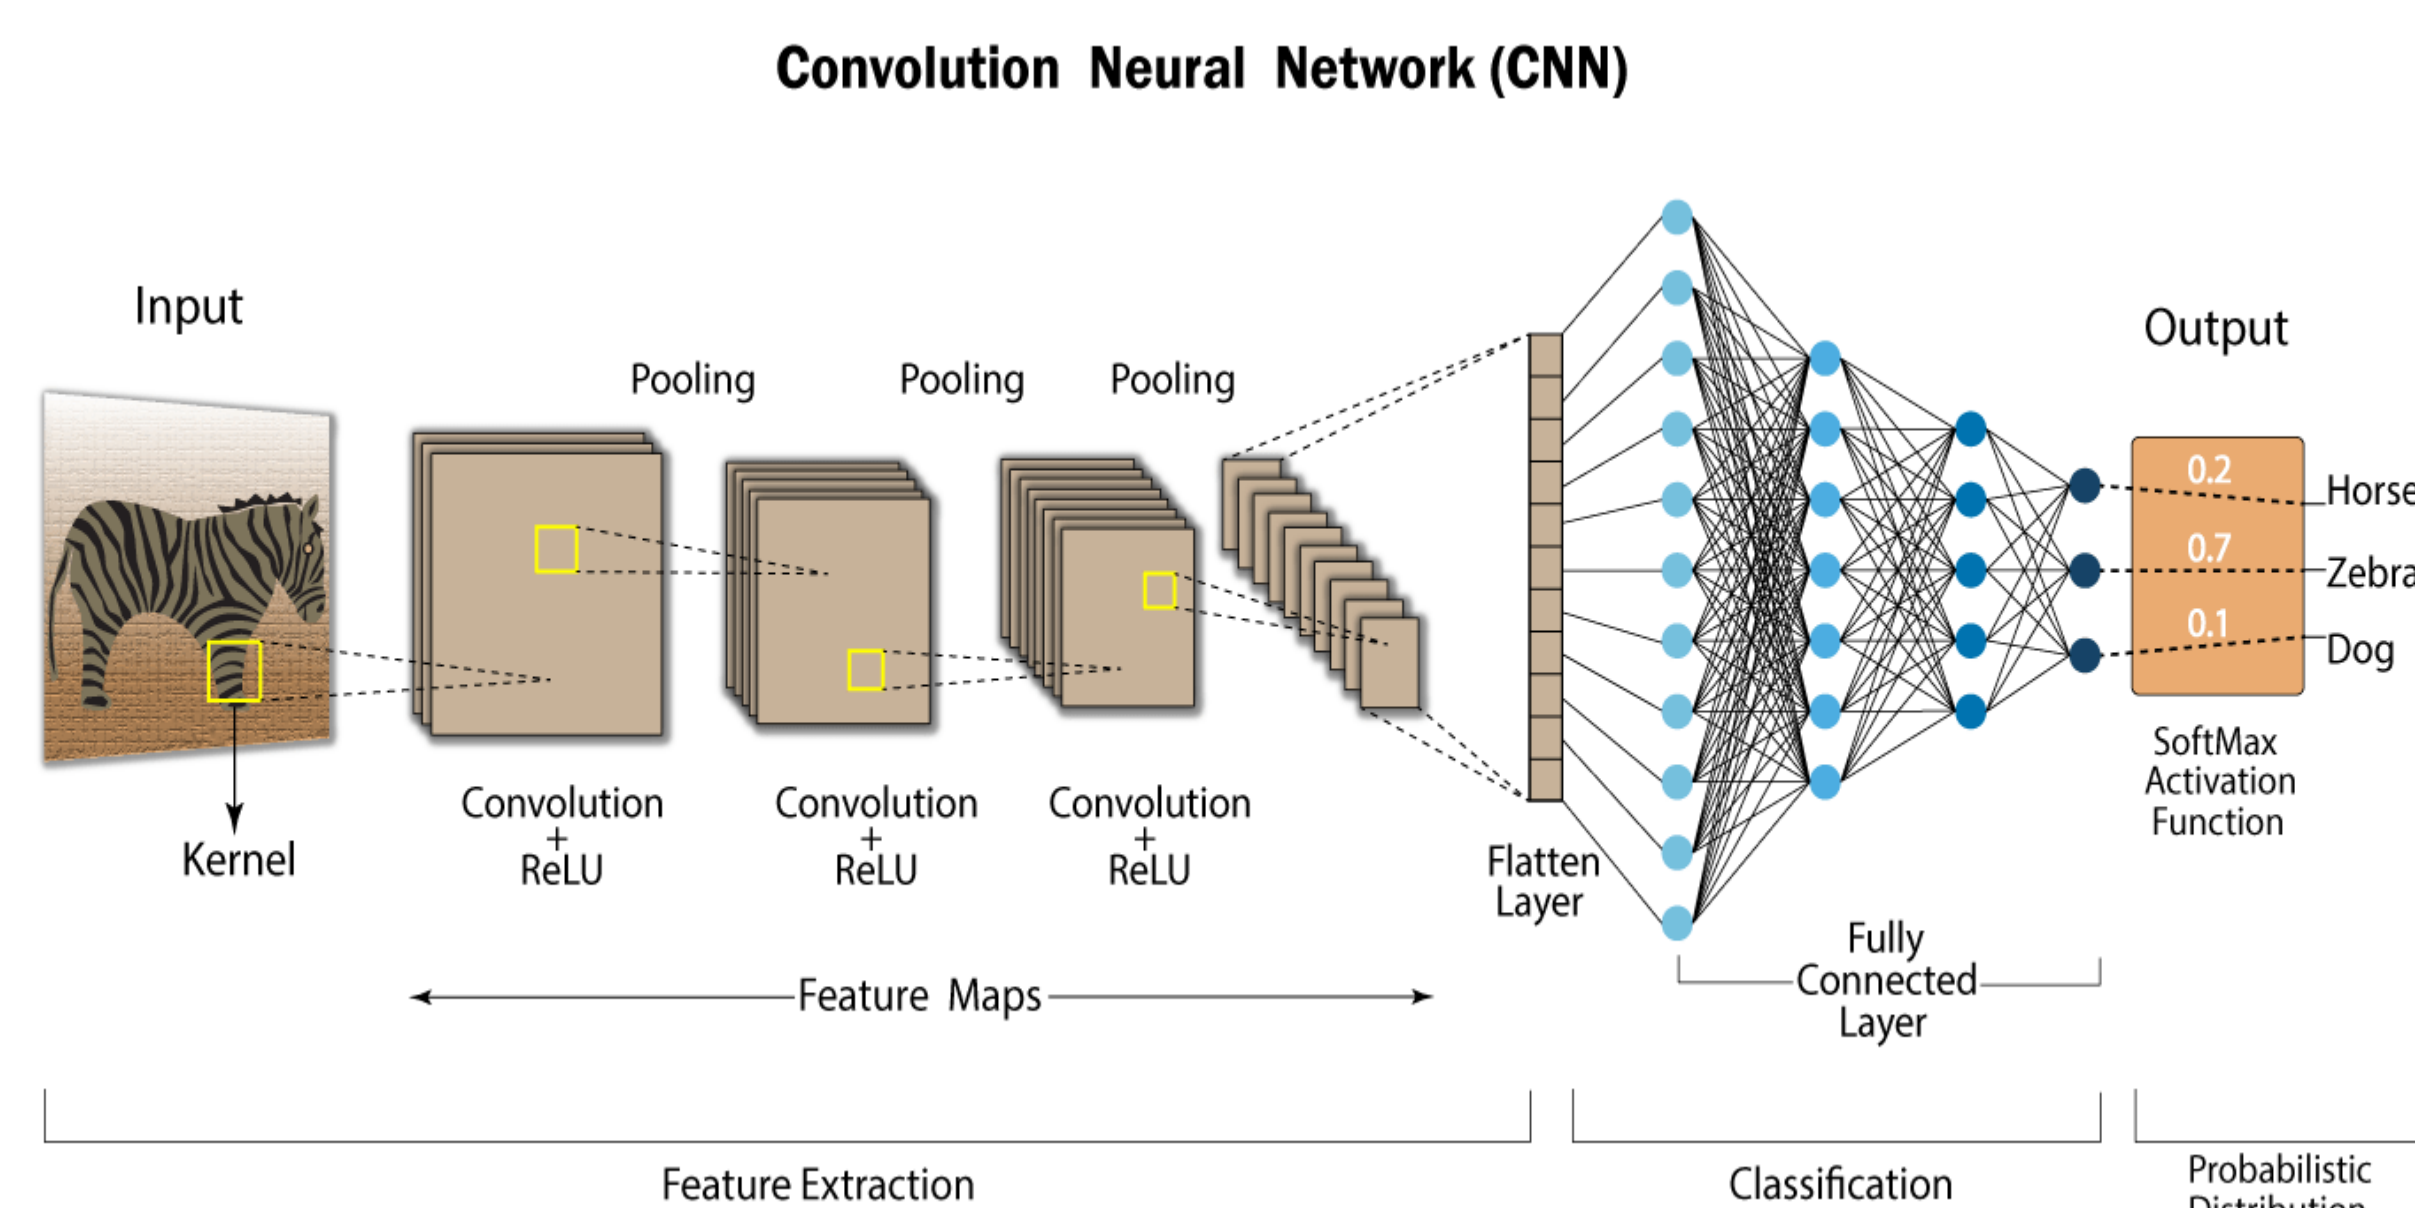 Convolution Neural Network (CNN)
Input
Pooling
Pooling
Pooling
Output
0.2
Horse
0.7
Zebra
0.1
Dog
SoftMax
Activation
Function
Convolution
+
ReLU
Convolution
+
ReLU
Convolution
+
ReLU
Kernel
Flatten
Layer
Fully
Connected
Layer
Feature Maps
Feature Extraction
Classification
Probabilistic
Distribution